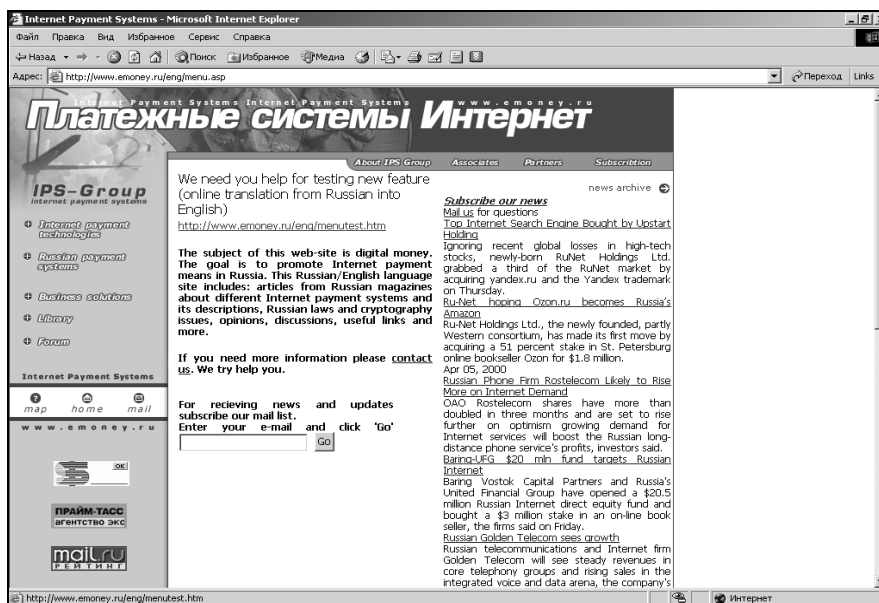 Internet Payment Systems - Microsoft Internet Explorer
Файл Правка Вид Избранное Сервис Справка
Назад Поиск Избранное Медиа
Адрес: http://www.emoney.ru/eng/menu.asp Переход Links
Internet Payment Systems Internet Payment Systems www.emoney.ru
Платежные системы Интернет
About IPS Group Associates Partners Subscribtion
IPS-Group
internet payment systems
Internet payment
technologies
Russian payment
systems
Business solutions
Library
Forum
Internet Payment Systems
map home mail
www.emoney.ru
OK
ПРАЙМ-ТАСС
агентство эко
mail.ru
РЕЙТИНГ
We need you help for testing new feature
(online translation from Russian into
English)
http://www.emoney.ru/eng/menutest.htm
The subject of this web-site is digital money.
The goal is to promote Internet payment
means in Russia. This Russian/English language
site includes: articles from Russian magazines
about different Internet payment systems and
its descriptions, Russian laws and cryptography
issues, opinions, discussions, useful links and
more.
If you need more information please contact
us. We try help you.
For recieving news and updates
subscribe our mail list.
Enter your e-mail and click 'Go'
Go
news archive
Subscribe our news
Mail us for questions
Top Internet Search Engine Bought by Upstart
Holding
Ignoring recent global losses in high-tech
stocks, newly-born RuNet Holdings Ltd.
grabbed a third of the RuNet market by
acquiring yandex.ru and the Yandex trademark
on Thursday.
Ru-Net hoping Ozon.ru becomes Russia's
Amazon
Ru-Net Holdings Ltd., the newly founded, partly
Western consortium, has made its first move by
acquiring a 51 percent stake in St. Petersburg
online bookseller Ozon for $1.8 million.
Apr 05, 2000
Russian Phone Firm Rostelecom Likely to Rise
More on Internet Demand
OAO Rostelecom shares have more than
doubled in three months and are set to rise
further on optimism growing demand for
Internet services will boost the Russian long-
distance phone service's profits, investors said.
Baring-UFG $20 mln fund targets Russian
Internet
Baring Vostok Capital Partners and Russia's
United Financial Group have opened a $20.5
million Russian Internet direct equity fund and
bought a $3 million stake in an on-line book
seller, the firms said on Friday.
Russian Golden Telecom sees growth
Russian telecommunications and Internet firm
Golden Telecom will see steady revenues in
core telephony groups and rising sales in the
integrated voice and data arena, the company's
http://www.emoney.ru/eng/menutest.htm Интернет